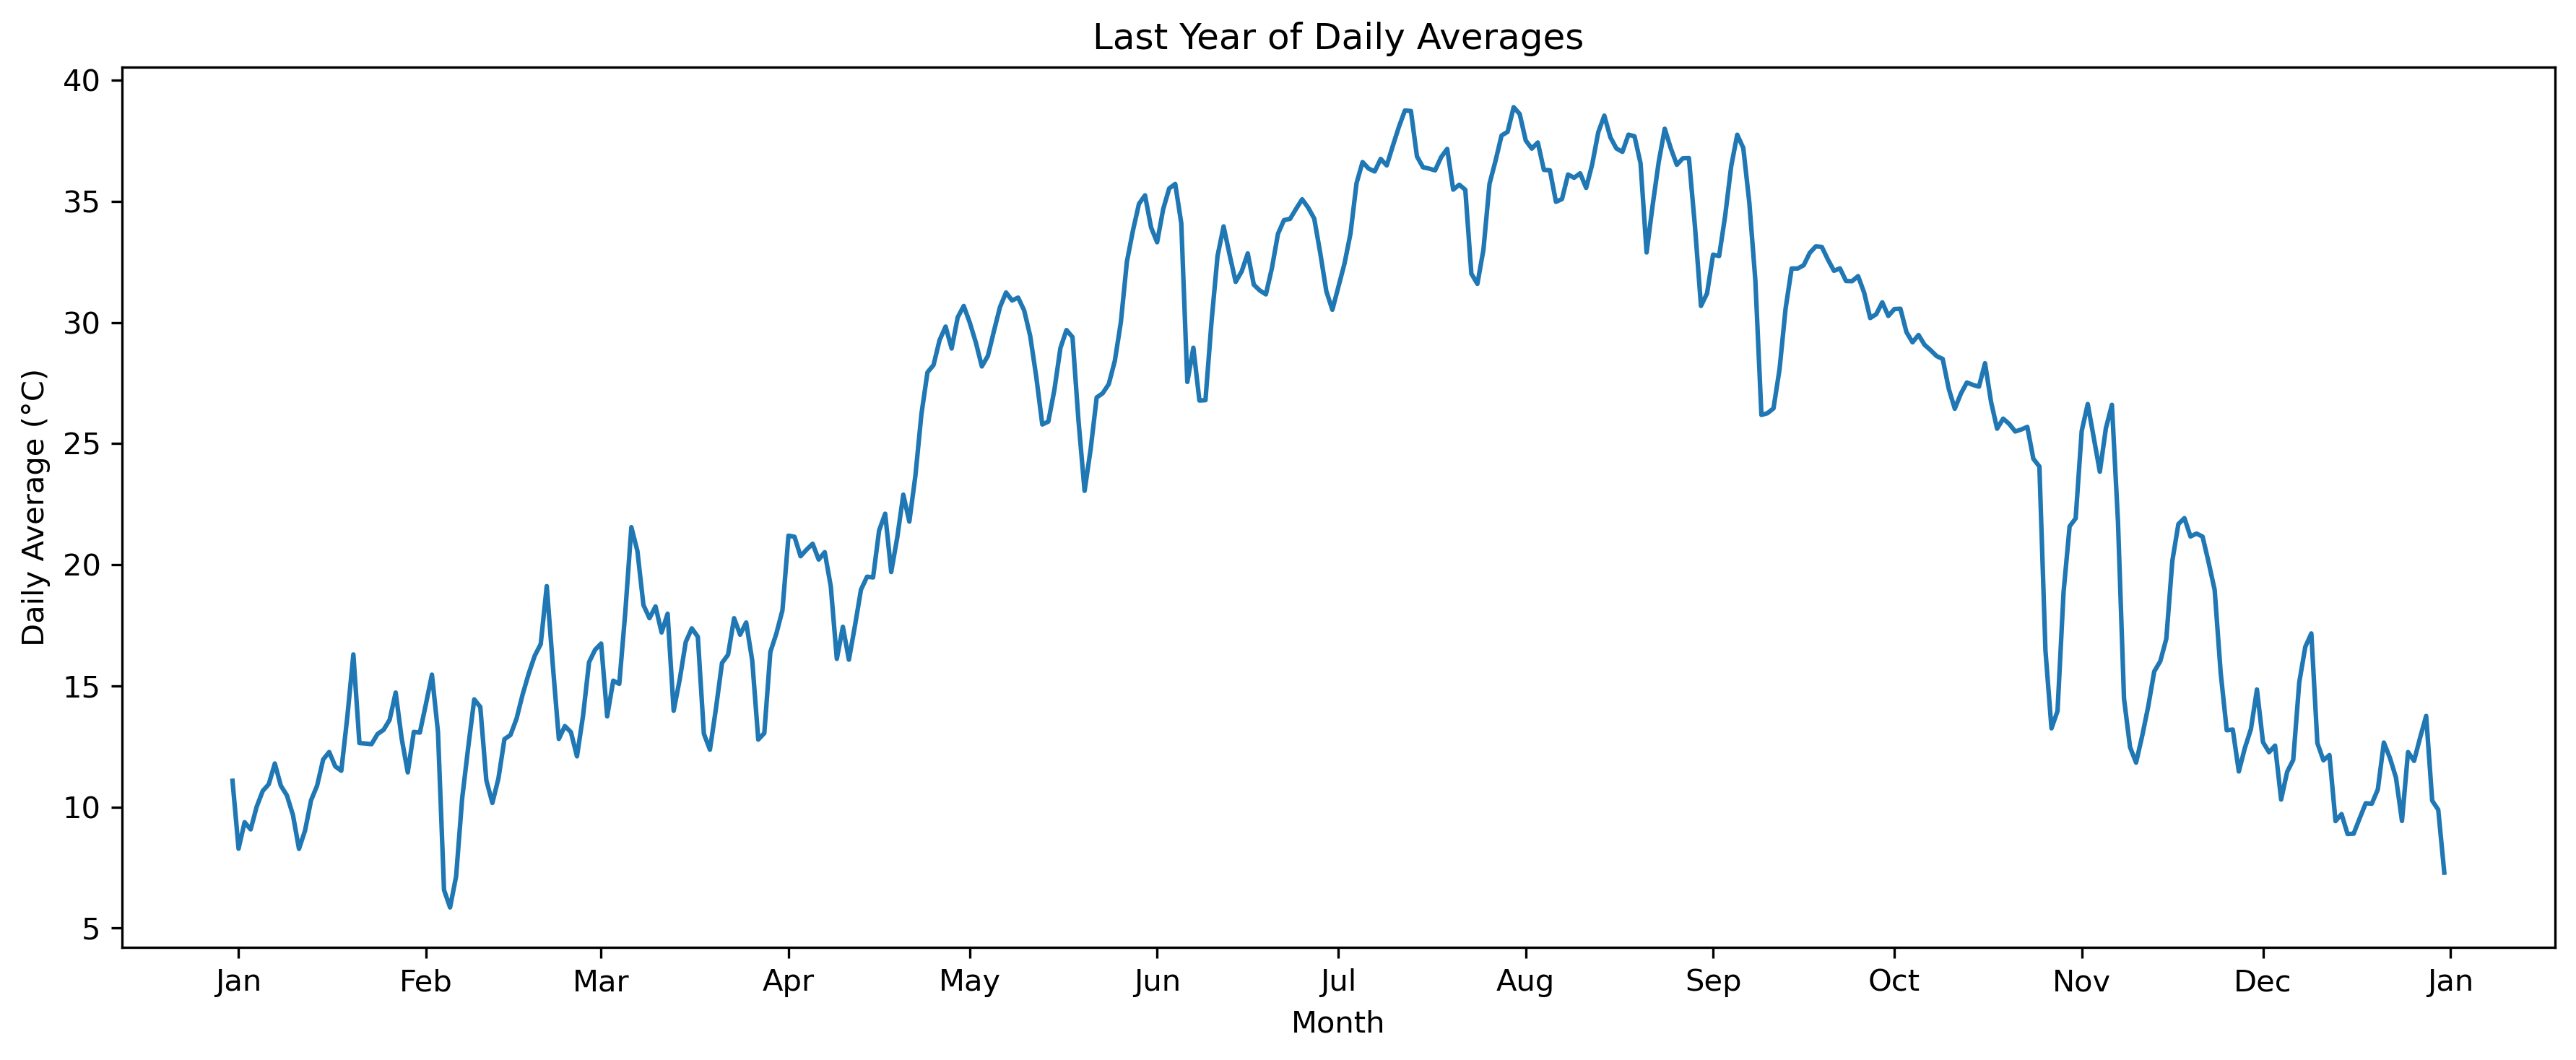 Last Year of Daily Averages
Daily Average (°C)
40
35
30
25
20
15
10
5
Jan Feb Mar Apr May Jun Jul Aug Sep Oct Nov Dec Jan
Month